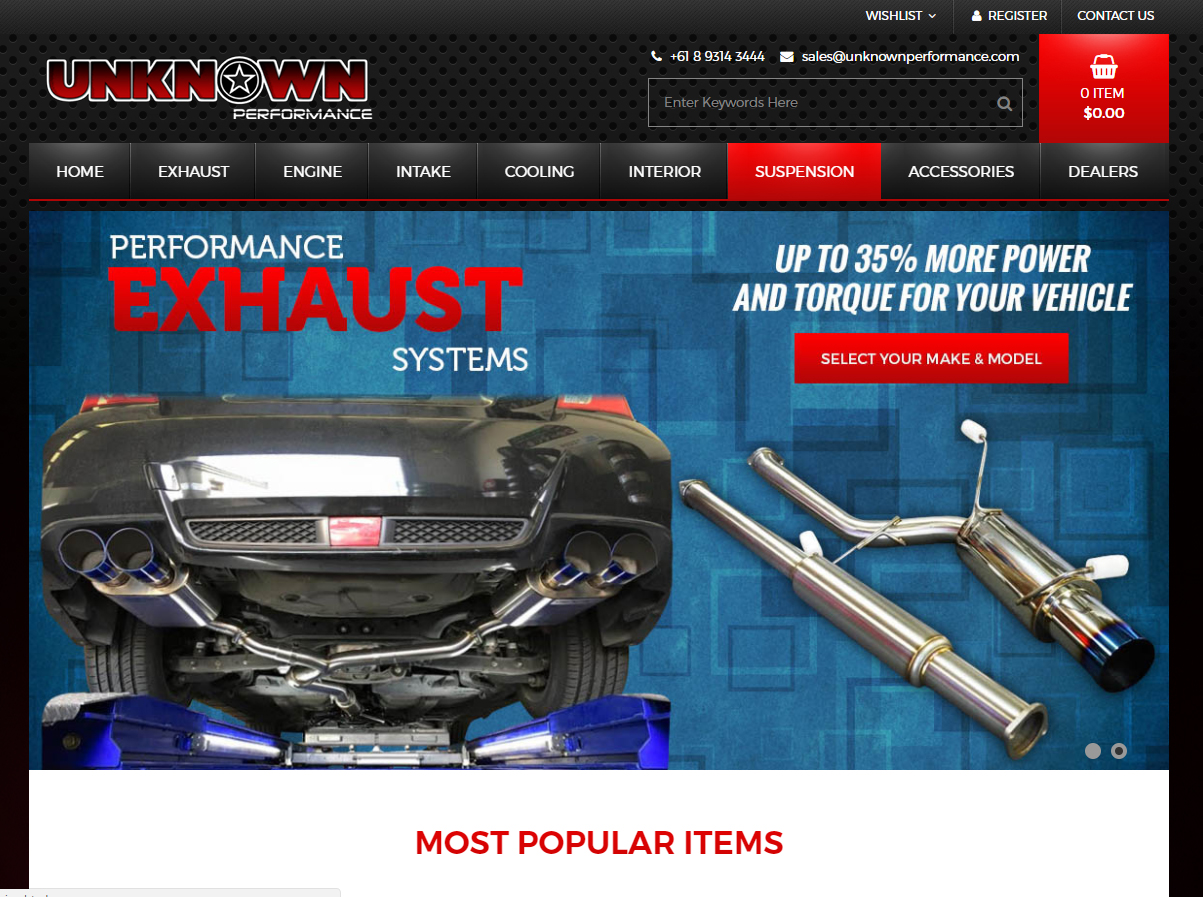 WISHLIST
REGISTER
CONTACT US
+61 8 9314 3444
sales@unknownperformance.com
UNKNOWN
PERFORMANCE
Enter Keywords Here
0 ITEM
$0.00
HOME
EXHAUST
ENGINE
INTAKE
COOLING
INTERIOR
SUSPENSION
ACCESSORIES
DEALERS
PERFORMANCE
EXHAUST
SYSTEMS
UP TO 35% MORE POWER
AND TORQUE FOR YOUR VEHICLE
SELECT YOUR MAKE & MODEL
MOST POPULAR ITEMS